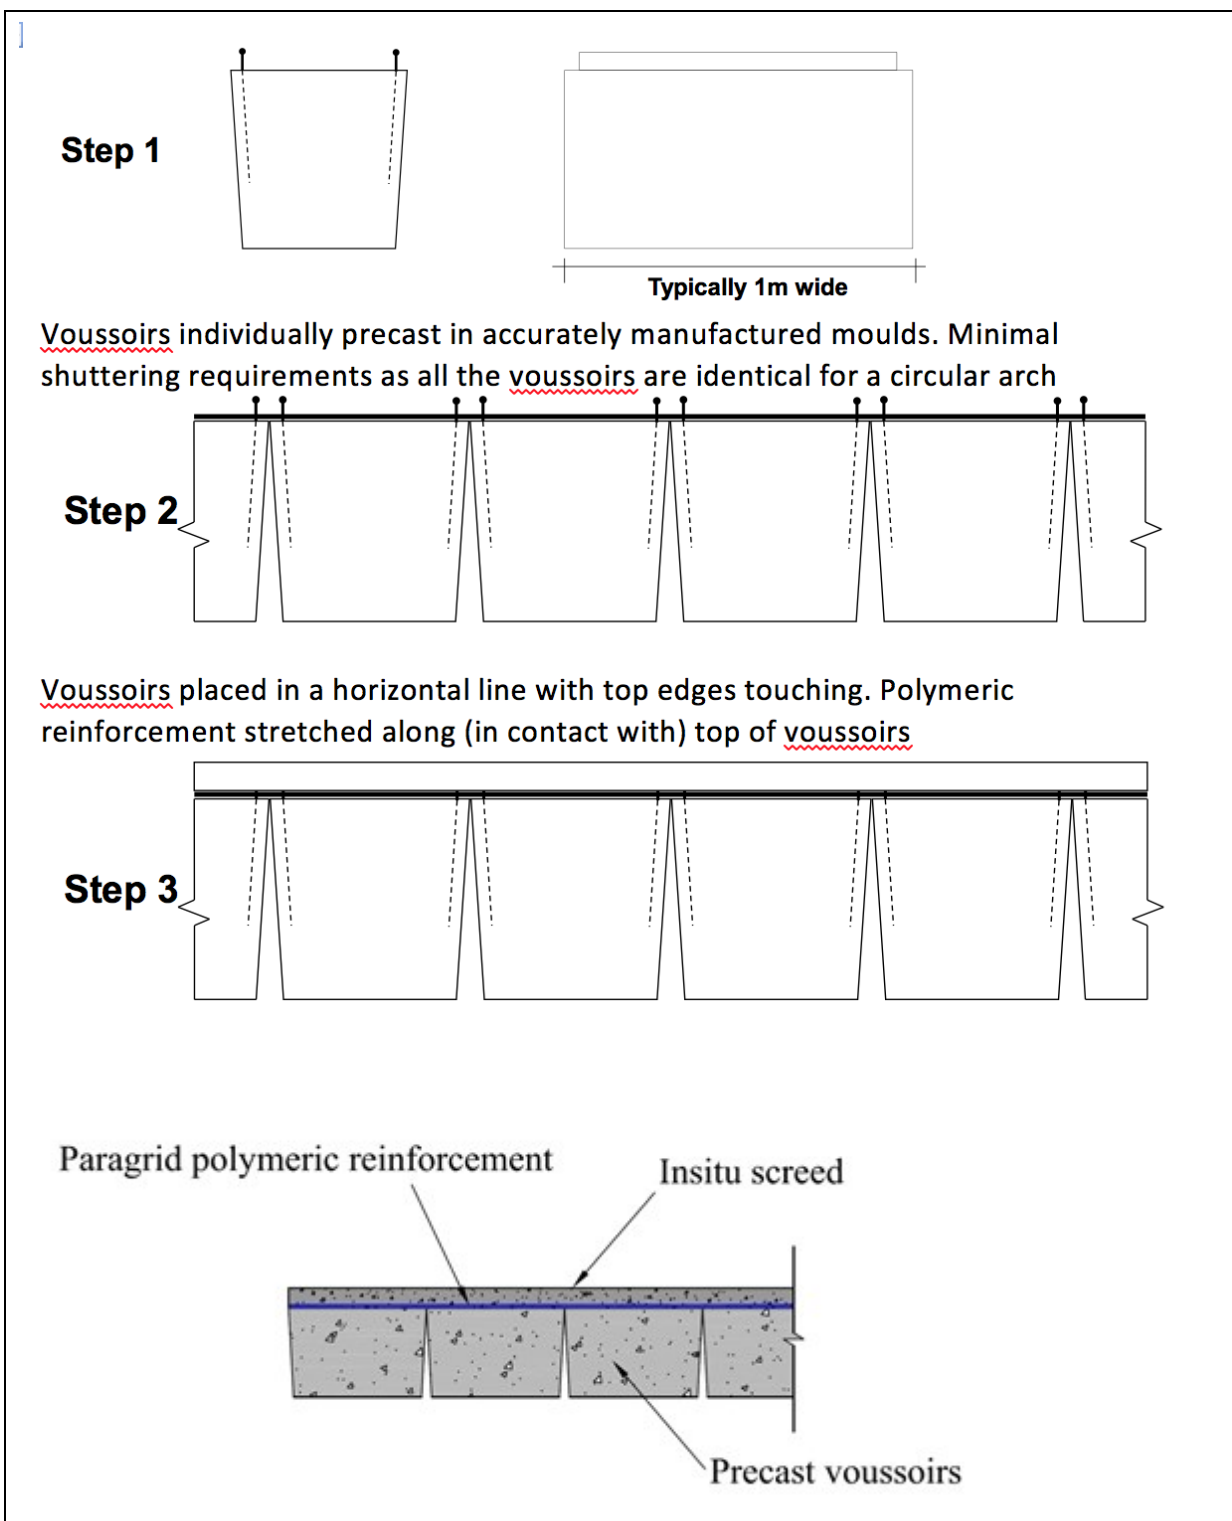 ]
Step 1
Typically 1m wide
Voussoirs individually precast in accurately manufactured moulds. Minimal
shuttering requirements as all the voussoirs are identical for a circular arch
Step 2
Voussoirs placed in a horizontal line with top edges touching. Polymeric
reinforcement stretched along (in contact with) top of voussoirs
Step 3
Paragrid polymeric reinforcement
Insitu screed
Precast voussoirs